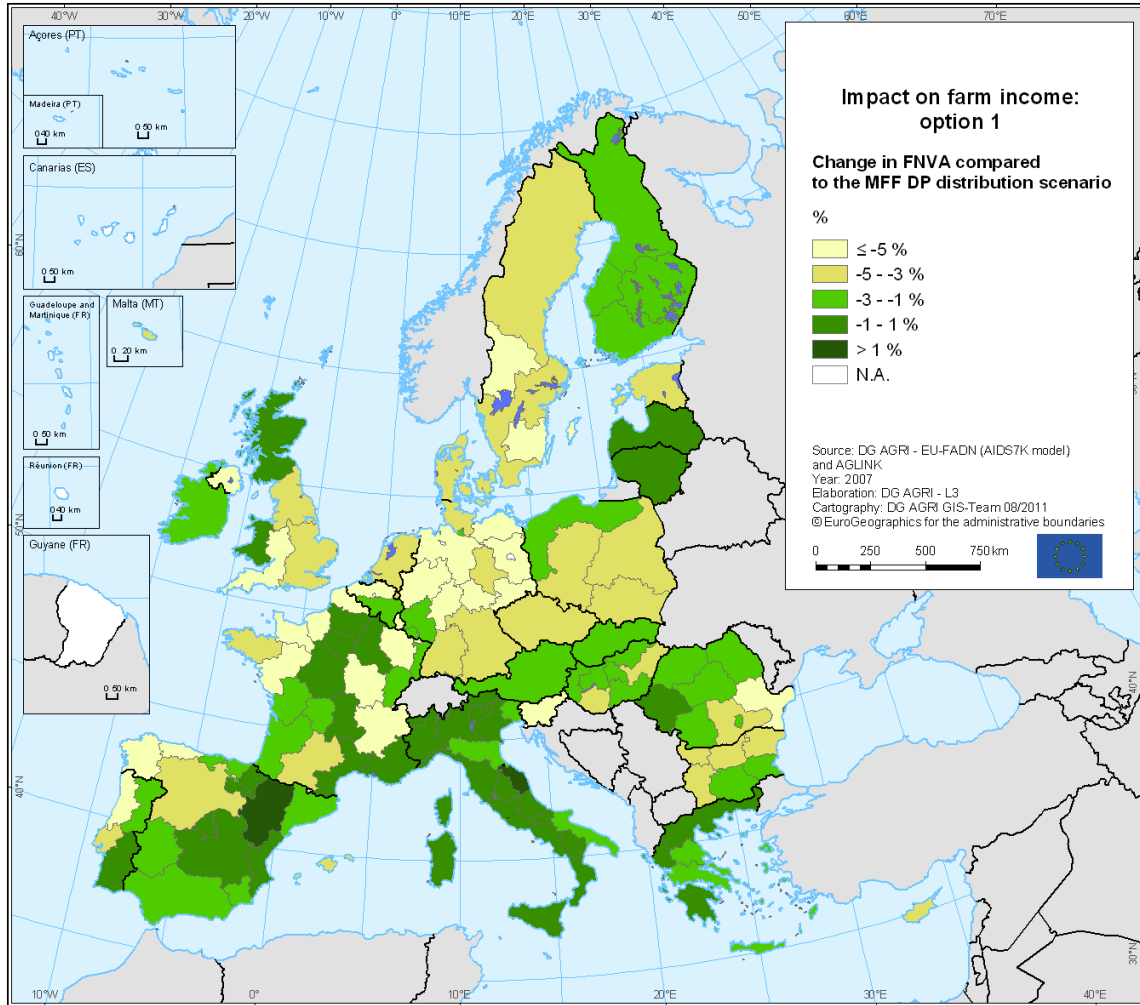 40°W
30°W
20°W
10°W
0°
10°E
20°E
30°E
40°E
70°E
Açores (PT)
Madeira (PT)
0 40 km
0 50 km
Canarias (ES)
0 50 km
60°N
Guadeloupe and
Martinique (FR)
0 50 km
Malta (MT)
0 20 km
Réunion (FR)
0 40 km
50°N
Guyane (FR)
0 50 km
40°N
Impact on farm income:
option 1
Change in FNVA compared
to the MFF DP distribution scenario
%
≤ -5 %
-5 - -3 %
-3 - -1 %
-1 - 1 %
> 1 %
N.A.
Source: DG AGRI - EU-FADN (AIDS7K model)
and AGLINK
Year: 2007
Elaboration: DG AGRI - L3
Cartography: DG AGRI GIS-Team 08/2011
© EuroGeographics for the administrative boundaries
0 250 500 750 km
40°N
30°N
10°W
0°
10°E
20°E
30°E
40°E